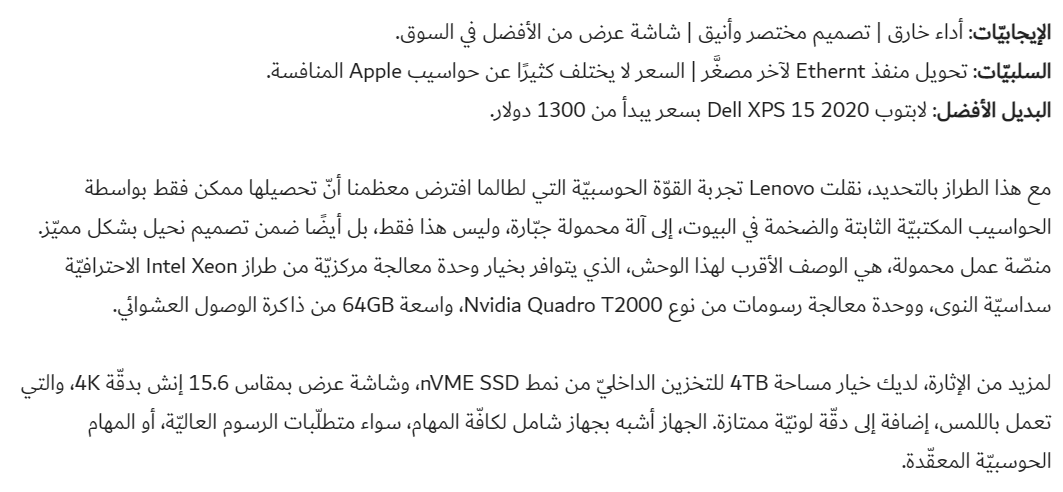 الإيجابيّات: أداء خارق | تصميم مختصر وأنيق | شاشة عرض من الأفضل في السوق.
السلبيّات: تحويل منفذ Ethernt لآخر مصغَّر | السعر لا يختلف كثيرًا عن حواسيب Apple المنافسة.
البديل الأفضل: لابتوب Dell XPS 15 2020 بسعر يبدأ من 1300 دولار.
مع هذا الطراز بالتحديد، نقلت Lenovo تجربة القوّة الحوسبيّة التي لطالما افترض معظمنا أنّ تحصيلها ممكن فقط بواسطة
الحواسيب المكتبيّة الثابتة والضخمة في البيوت، إلى آلة محمولة جبّارة، وليس هذا فقط، بل أيضًا ضمن تصميم نحيل بشكل مميّز.
منصّة عمل محمولة، هي الوصف الأقرب لهذا الوحش، الذي يتوافر بخيار وحدة معالجة مركزيّة من طراز Intel Xeon الاحترافيّة
سداسيّة النوى، ووحدة معالجة رسومات من نوع Nvidia Quadro T2000، واسعة 64GB من ذاكرة الوصول العشوائي.
لمزيد من الإثارة، لديك خيار مساحة 4TB للتخزين الداخليّ من نمط nVME SSD، وشاشة عرض بمقاس 15.6 إنش بدقّة 4K، والتي
تعمل باللمس، إضافة إلى دقّة لونيّة ممتازة. الجهاز أشبه بجهاز شامل لكافّة المهام، سواء متطلّبات الرسوم العاليّة، أو المهام
الحوسبيّة المعقّدة.